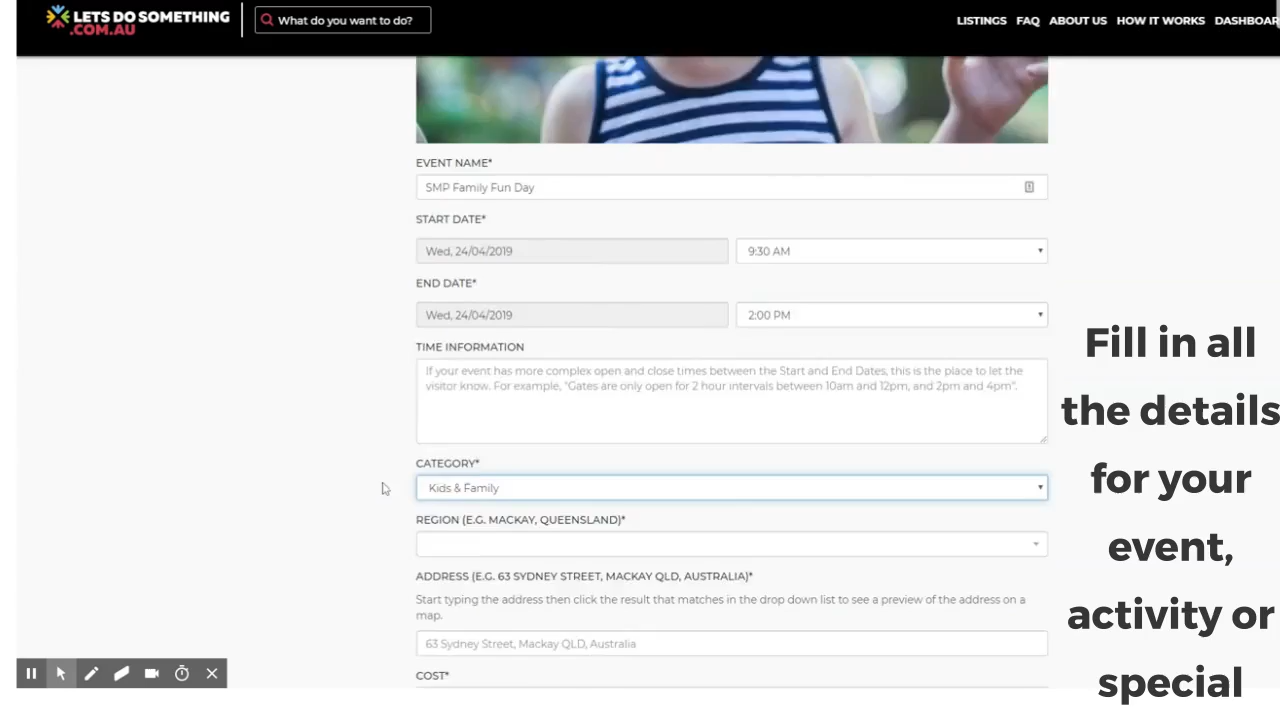 LETS DO SOMETHING
.COM.AU
What do you want to do?
LISTINGS FAQ ABOUT US HOW IT WORKS DASHBOAR
EVENT NAME*
SMP Family Fun Day
START DATE*
Wed, 24/04/2019
9:30 AM
END DATE*
Wed, 24/04/2019
2:00 PM
TIME INFORMATION
If your event has more complex open and close times between the Start and End Dates, this is the place to let the
visitor know. For example, "Gates are only open for 2 hour intervals between 10am and 12pm, and 2pm and 4pm".
CATEGORY*
Kids & Family
REGION (E.G. MACKAY, QUEENSLAND)*
ADDRESS (E.G. 63 SYDNEY STREET, MACKAY QLD, AUSTRALIA)*
Start typing the address then click the result that matches in the drop down list to see a preview of the address on a
map.
63 Sydney Street, Mackay QLD, Australia
COST*
Fill in all
the details
for your
event,
activity or
special